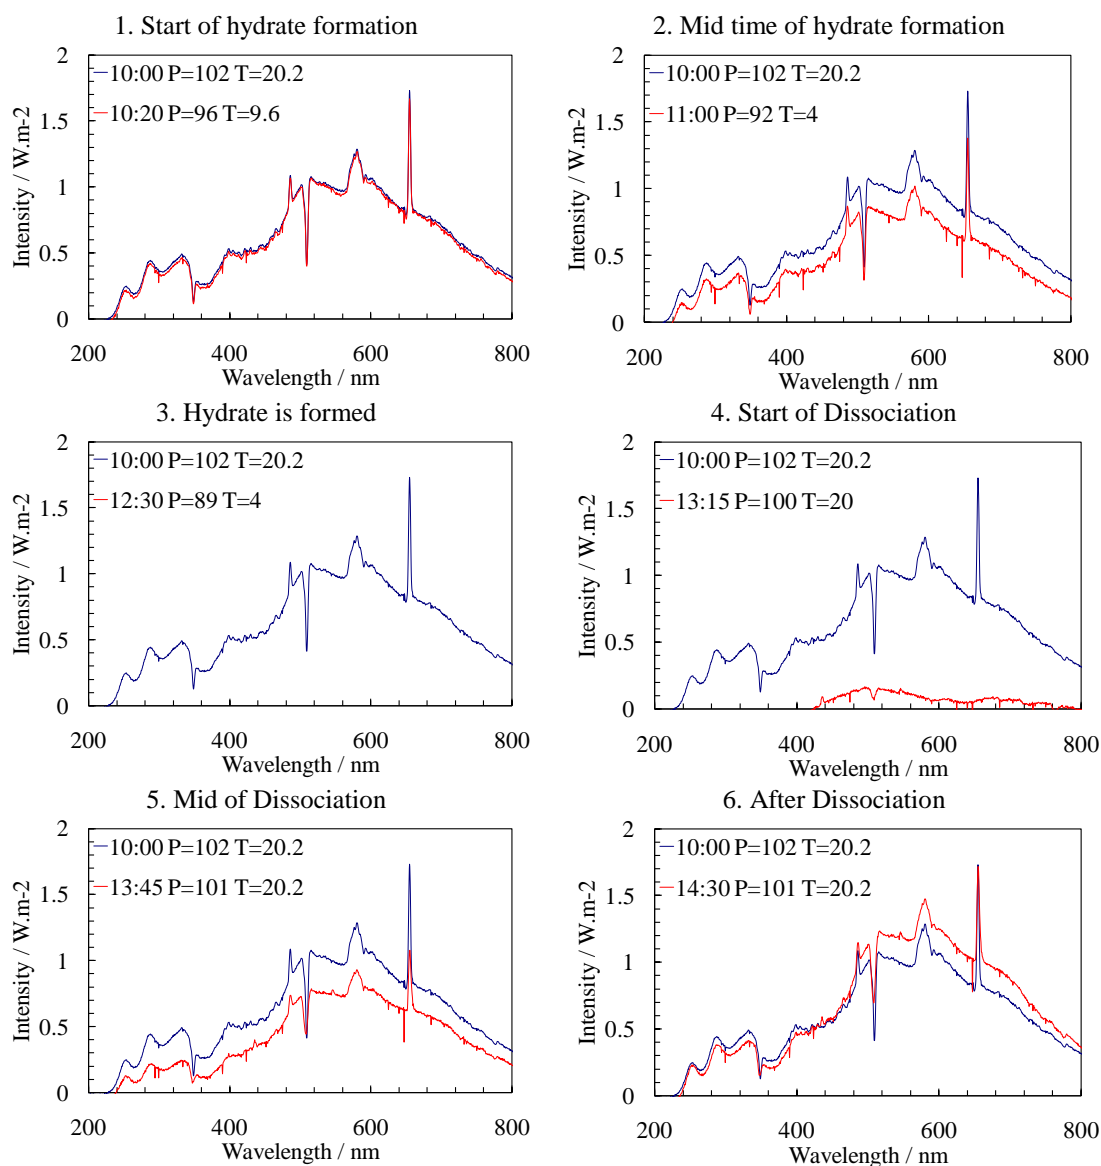 1. Start of hydrate formation
2
10:00 P=102 T=20.2
10:20 P=96 T=9.6
1.5
1
0.5
0
Intensity / W.m-2
200 400 600 800
Wavelength / nm
2. Mid time of hydrate formation
2
10:00 P=102 T=20.2
11:00 P=92 T=4
1.5
1
0.5
0
Intensity / W.m-2
200 400 600 800
Wavelength / nm
3. Hydrate is formed
2
10:00 P=102 T=20.2
12:30 P=89 T=4
1.5
1
0.5
0
Intensity / W.m-2
200 400 600 800
Wavelength / nm
4. Start of Dissociation
2
10:00 P=102 T=20.2
13:15 P=100 T=20
1.5
1
0.5
0
Intensity / W.m-2
200 400 600 800
Wavelength / nm
5. Mid of Dissociation
2
10:00 P=102 T=20.2
13:45 P=101 T=20.2
1.5
1
0.5
0
Intensity / W.m-2
200 400 600 800
Wavelength / nm
6. After Dissociation
2
10:00 P=102 T=20.2
14:30 P=101 T=20.2
1.5
1
0.5
0
Intensity / W.m-2
200 400 600 800
Wavelength / nm